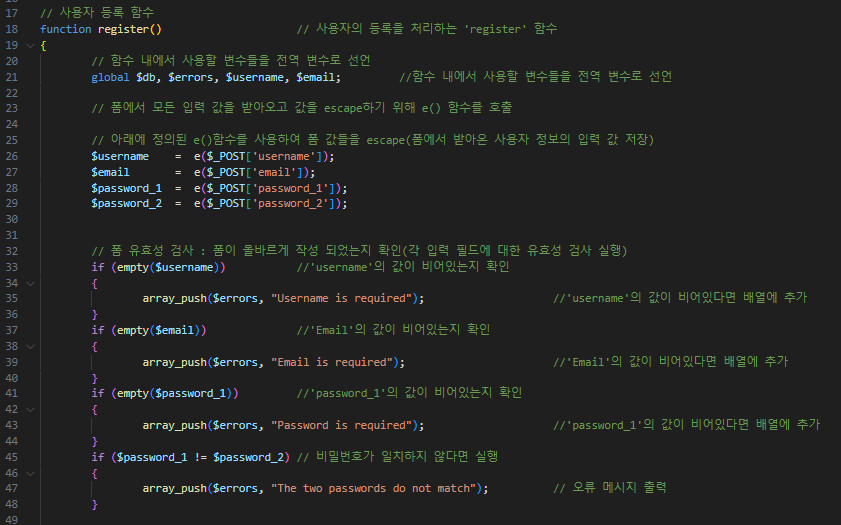 17 // 사용자 등록 함수
18 function register() // 사용자의 등록을 처리하는 'register' 함수
19 {
20 // 함수 내에서 사용할 변수들을 전역 변수로 선언
21 global $db, $errors, $username, $email; //함수 내에서 사용할 변수들을 전역 변수로 선언
22
23 // 폼에서 모든 입력 값을 받아오고 값을 escape하기 위해 e() 함수를 호출
24
25 // 아래에 정의된 e()함수를 사용하여 폼 값들을 escape(폼에서 받아온 사용자 정보의 입력 값 저장)
26 $username = e($_POST['username']);
27 $email = e($_POST['email']);
28 $password_1 = e($_POST['password_1']);
29 $password_2 = e($_POST['password_2']);
30
31
32 // 폼 유효성 검사 : 폼이 올바르게 작성 되었는지 확인(각 입력 필드에 대한 유효성 검사 실행)
33 if (empty($username)) //'username'의 값이 비어있는지 확인
34 {
35 array_push($errors, "Username is required"); //'username'의 값이 비어있다면 배열에 추가
36 }
37 if (empty($email)) //'Email'의 값이 비어있는지 확인
38 {
39 array_push($errors, "Email is required"); //'Email'의 값이 비어있다면 배열에 추가
40 }
41 if (empty($password_1)) //'password_1'의 값이 비어있는지 확인
42 {
43 array_push($errors, "Password is required"); //'password_1'의 값이 비어있다면 배열에 추가
44 }
45 if ($password_1 != $password_2) // 비밀번호가 일치하지 않다면 실행
46 {
47 array_push($errors, "The two passwords do not match"); // 오류 메시지 출력
48 }
49